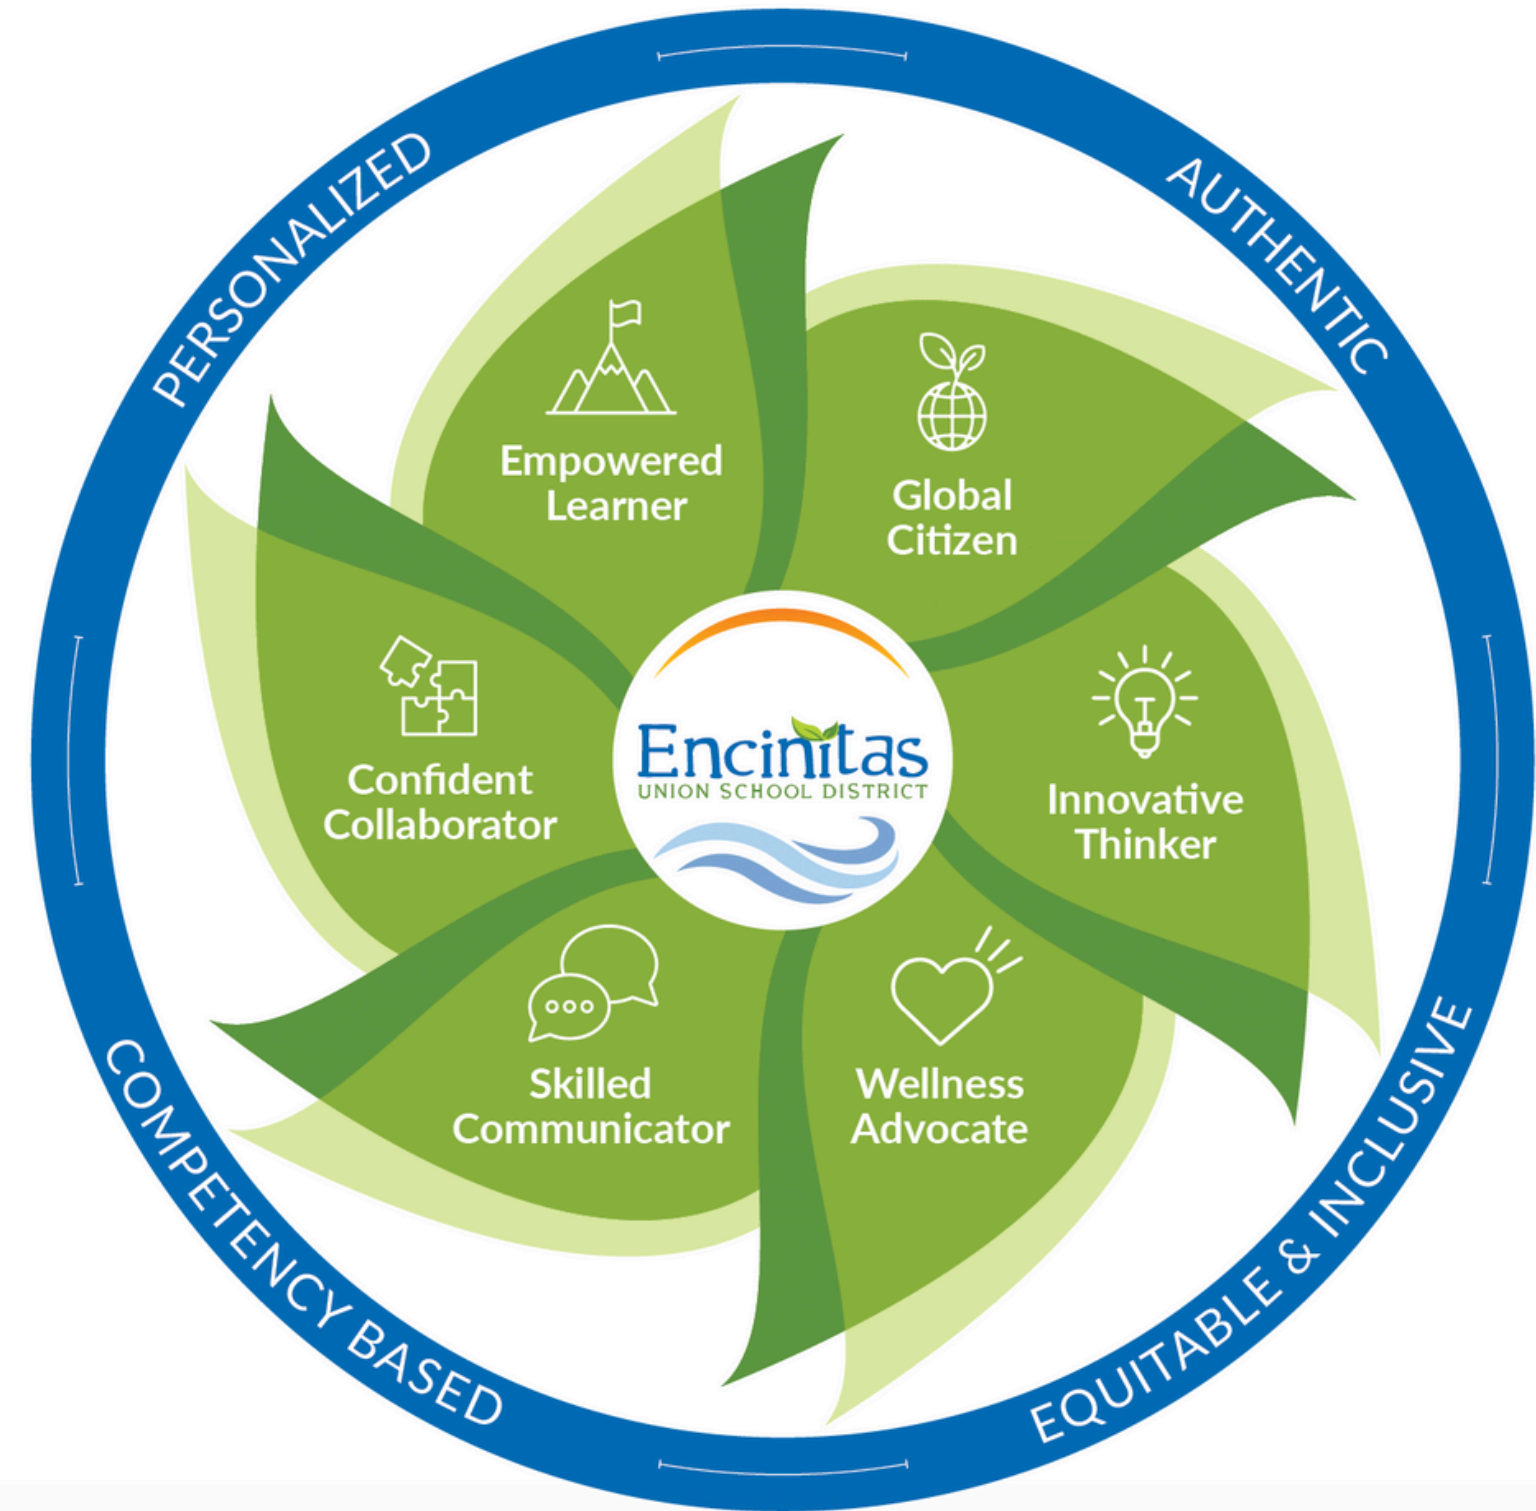 PERSONALIZED
AUTHENTIC
Empowered
Learner
Global
Citizen
Confident
Collaborator
Encinitas
UNION SCHOOL DISTRICT
Innovative
Thinker
Skilled
Communicator
Wellness
Advocate
COMPETENCY BASED
EQUITABLE & INCLUSIVE